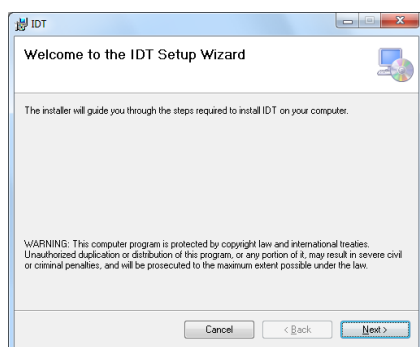 IDT
Welcome to the IDT Setup Wizard
The installer will guide you through the steps required to install IDT on your computer.
WARNING: This computer program is protected by copyright law and international treaties.
Unauthorized duplication or distribution of this program, or any portion of it, may result in severe civil
or criminal penalties, and will be prosecuted to the maximum extent possible under the law.
Cancel < Back Next >